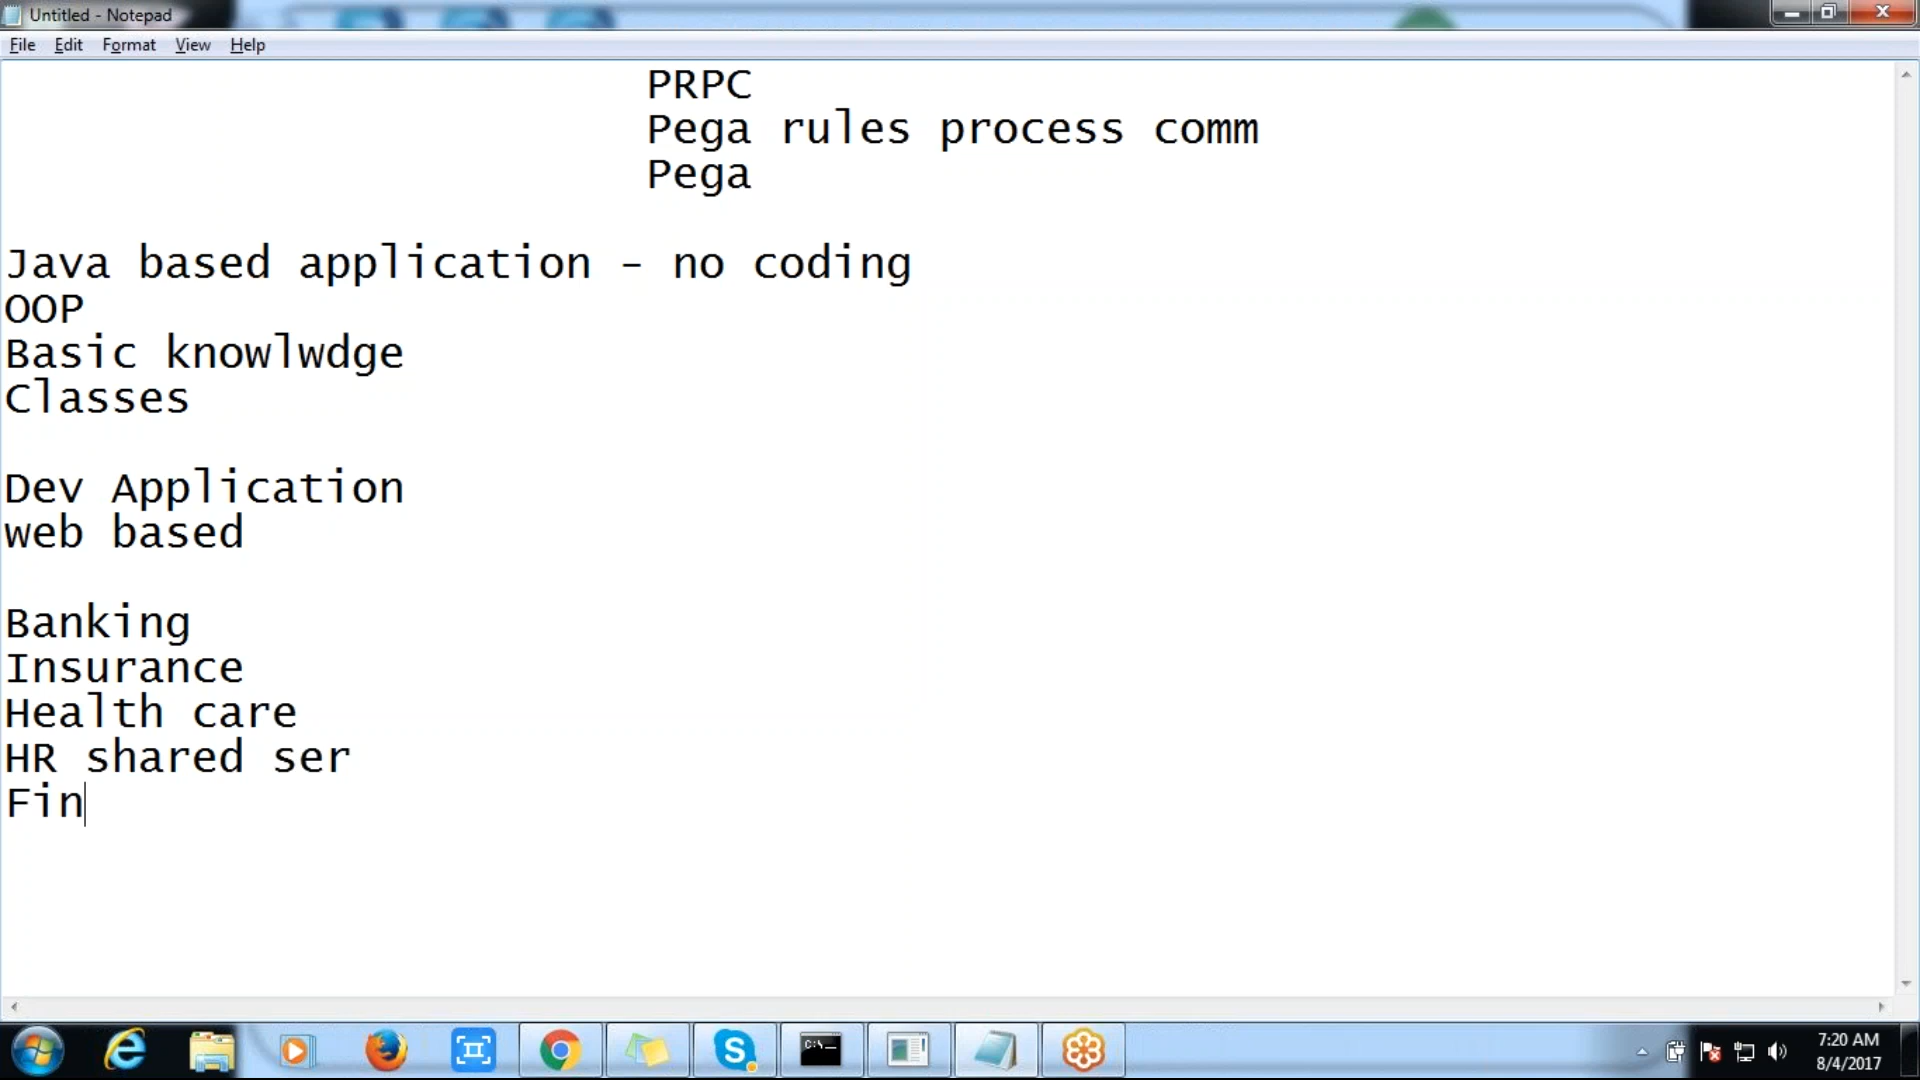 Untitled - Notepad
File Edit Format View Help
PRPC
Pega rules process comm
Pega
Java based application - no coding
OOP
Basic knowlwdge
Classes
Dev Application
web based
Banking
Insurance
Health care
HR shared ser
Fin
7:20 AM
8/4/2017